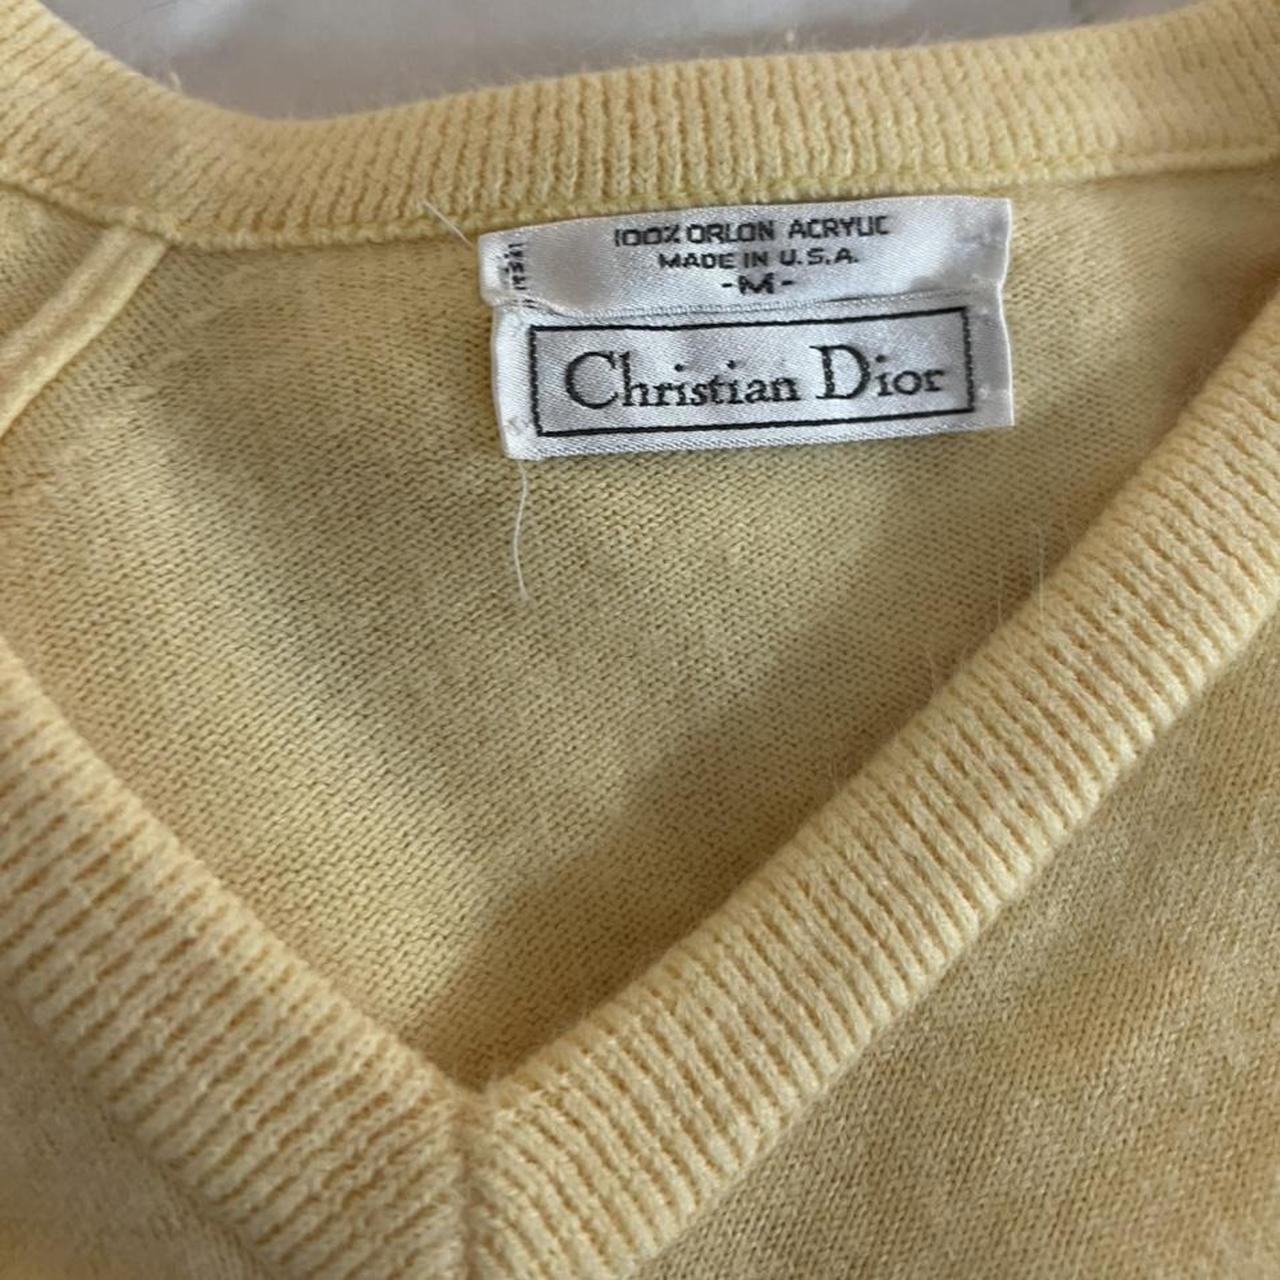 100% ORLON ACRYLIC
MADE IN U.S.A.
-M-
Christian Dior